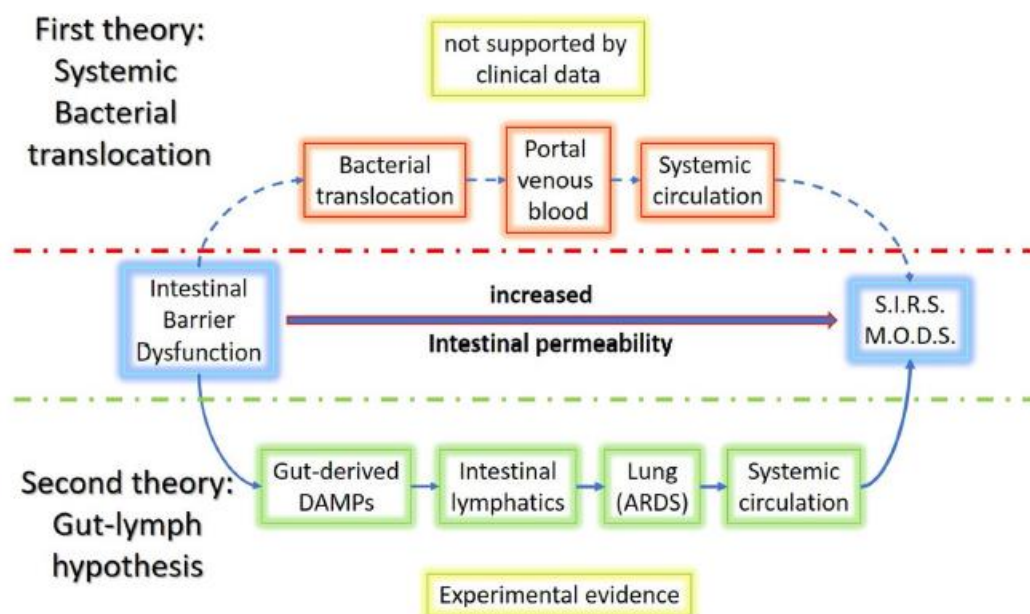 First theory:
Systemic
Bacterial
translocation
not supported by
clinical data
Bacterial
translocation
Portal
venous
blood
Systemic
circulation
Intestinal
Barrier
Dysfunction
increased
Intestinal permeability
S.I.R.S.
M.O.D.S.
Second theory:
Gut-lymph
hypothesis
Gut-derived
DAMPs
Intestinal
lymphatics
Lung
(ARDS)
Systemic
circulation
Experimental evidence